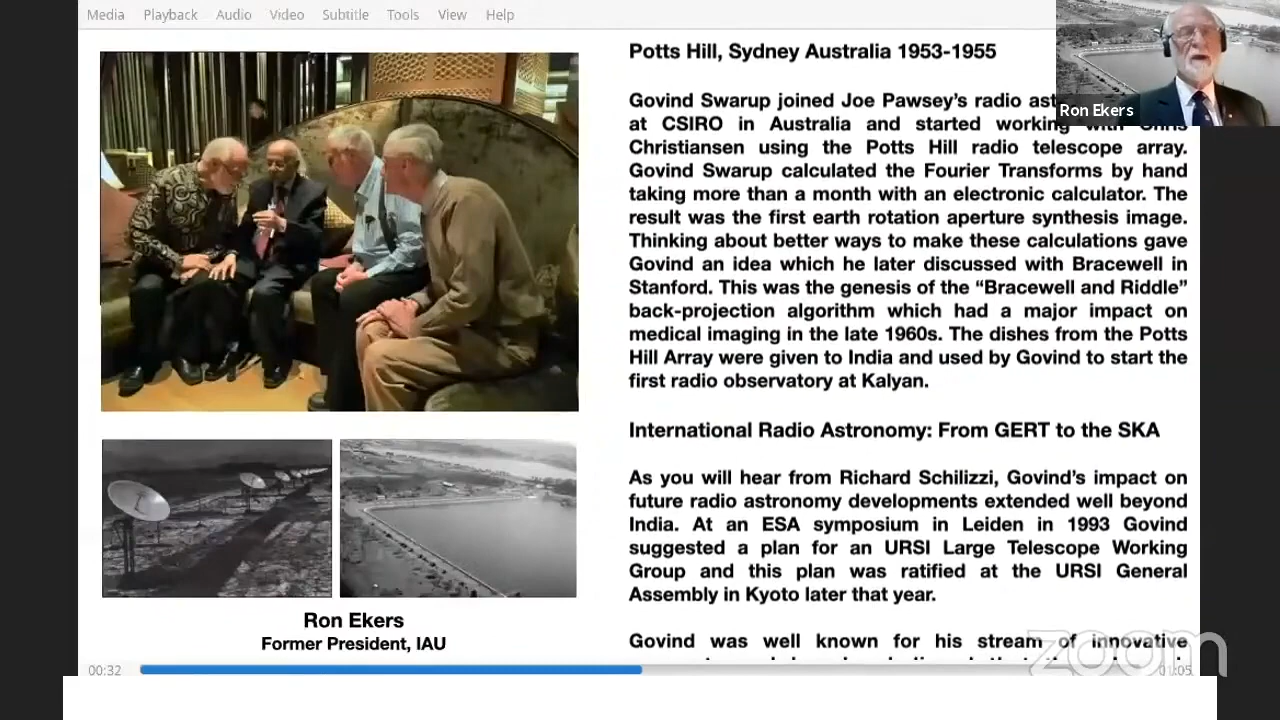 Media Playback Audio Video Subtitle Tools View Help
Potts Hill, Sydney Australia 1953-1955
Govind Swarup joined Joe Pawsey's radio
at CSIRO in Australia and started working with Chris
Christiansen using the Potts Hill radio telescope array.
Govind Swarup calculated the Fourier Transforms by hand
taking more than a month with an electronic calculator. The
result was the first earth rotation aperture synthesis image.
Thinking about better ways to make these calculations gave
Govind an idea which he later discussed with Bracewell in
Stanford. This was the genesis of the “Bracewell and Riddle”
back-projection algorithm which had a major impact on
medical imaging in the late 1960s. The dishes from the Potts
Hill Array were given to India and used by Govind to start the
first radio observatory at Kalyan.
International Radio Astronomy: From GERT to the SKA
As you will hear from Richard Schilizzi, Govind's impact on
future radio astronomy developments extended well beyond
India. At an ESA symposium in Leiden in 1993 Govind
suggested a plan for an URSI Large Telescope Working
Group and this plan was ratified at the URSI General
Assembly in Kyoto later that year.
Govind was well known for his stream of innovative
Ron Ekers
Ron Ekers
Former President, IAU
00:32
01:05
zoom